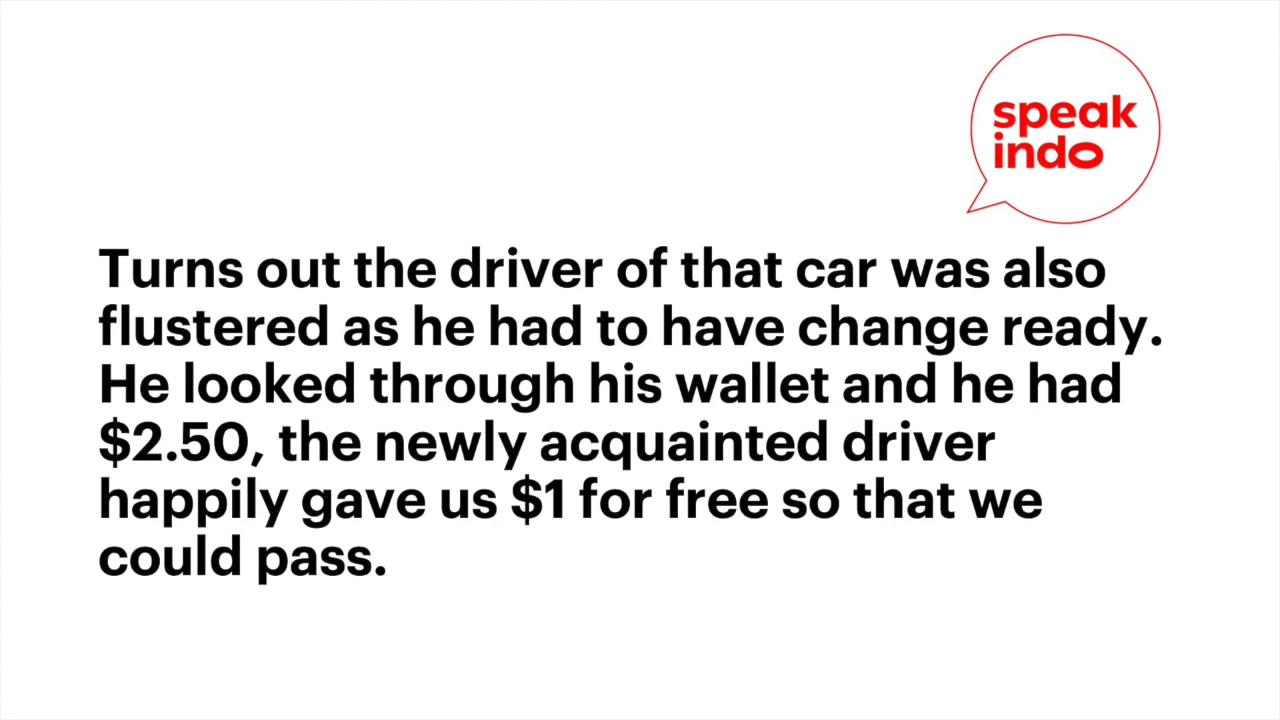 speak
indo
Turns out the driver of that car was also
flustered as he had to have change ready.
He looked through his wallet and he had
$2.50, the newly acquainted driver
happily gave us $1 for free so that we
could pass.